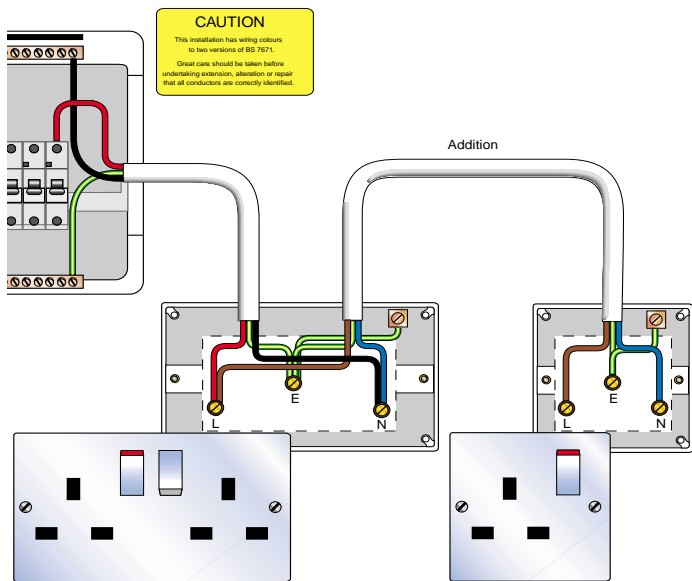 CAUTION
This installation has wiring colours
to two versions of BS 7671.
Great care should be taken before
undertaking extension, alteration or repair
that all conductors are correctly identified.
Addition
L
E
N
L
E
N